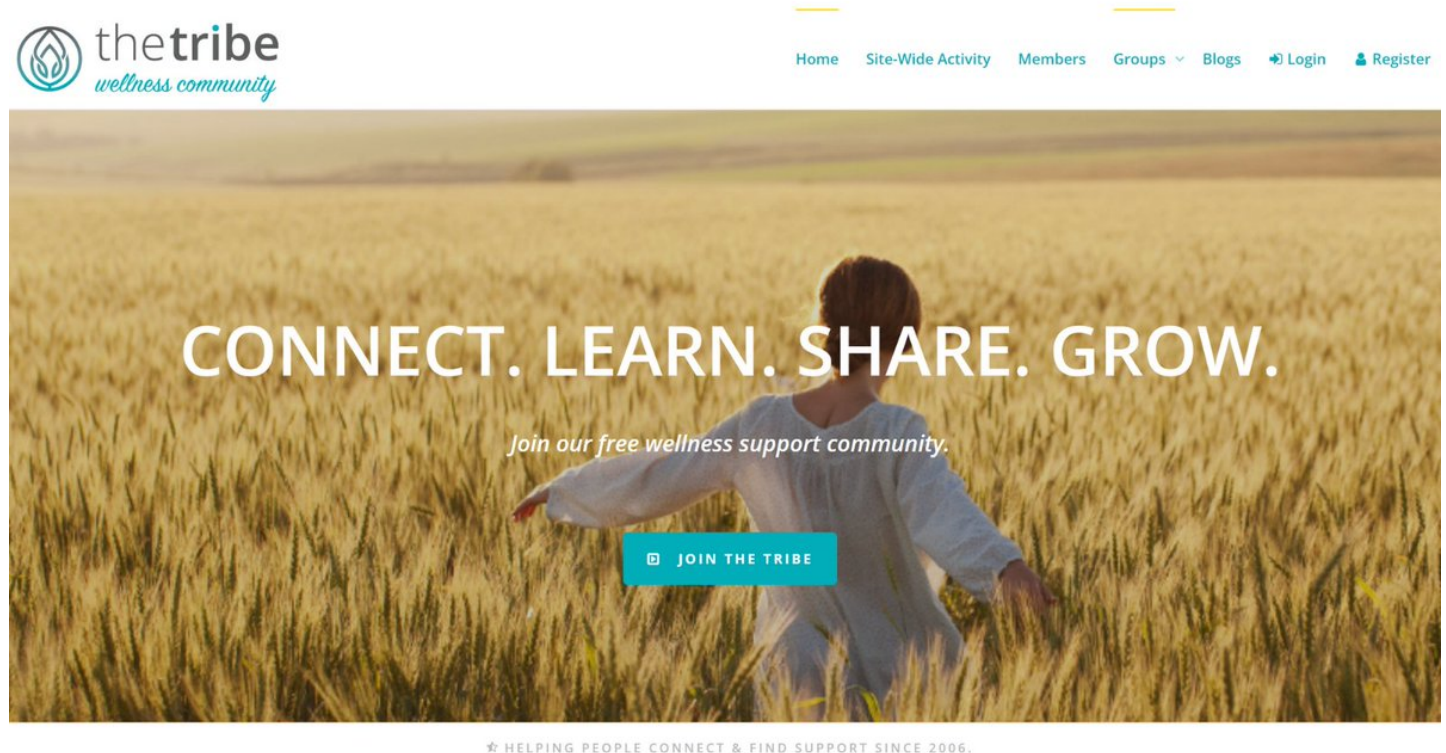 thetribe
wellness community
Home Site-Wide Activity Members Groups Blogs Login Register
CONNECT. LEARN. SHARE. GROW.
Join our free wellness support community.
JOIN THE TRIBE
HELPING PEOPLE CONNECT & FIND SUPPORT SINCE 2006.